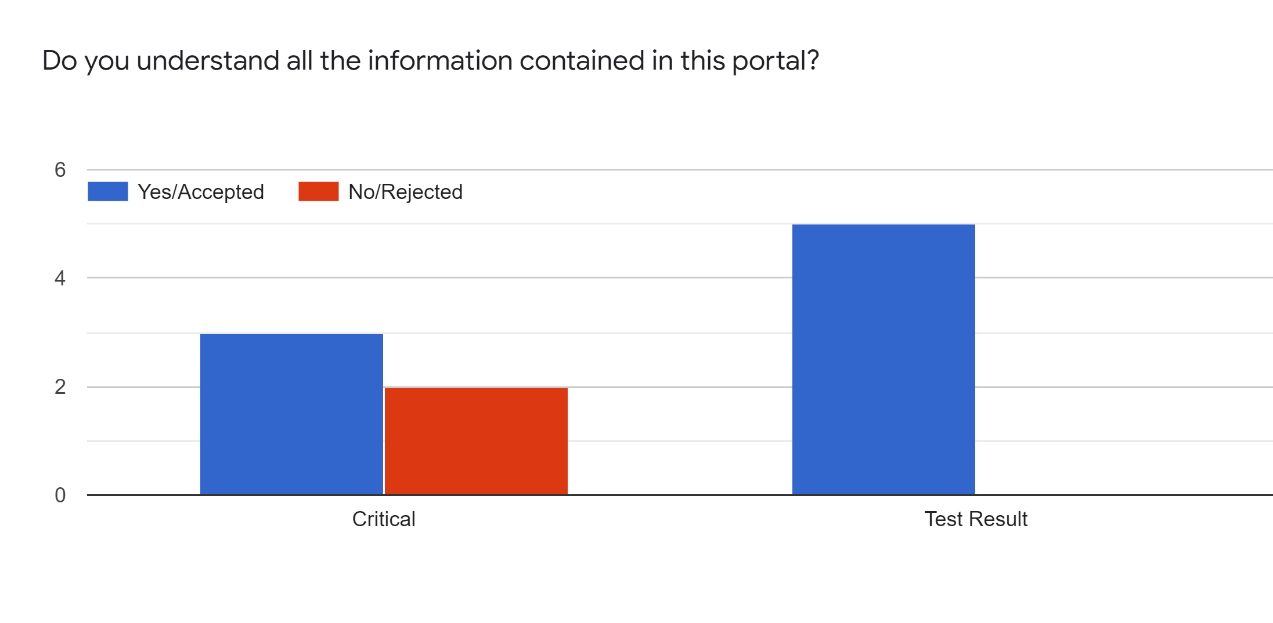 Do you understand all the information contained in this portal?
6
Yes/Accepted No/Rejected
4
2
0
Critical Test Result